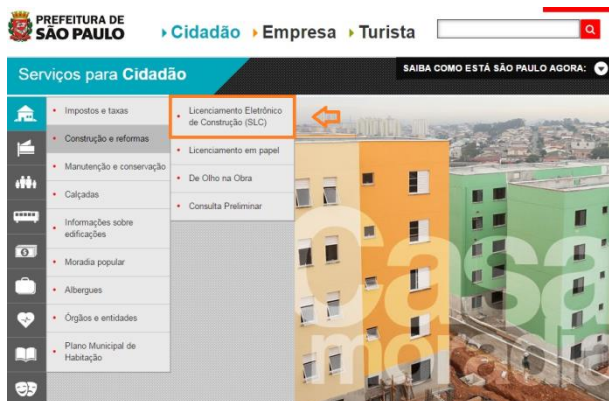 PREFEITURA DE
SÃO PAULO
Cidadão
Empresa
Turista
Serviços para Cidadão
SAIBA COMO ESTÁ SÃO PAULO AGORA:
Impostos e taxas
Construção e reformas
Manutenção e conservação
Calçadas
Informações sobre
edificações
Moradia popular
Albergues
Órgãos e entidades
Plano Municipal de
Habitação
Licenciamento Eletrônico
de Construção (SLC)
Licenciamento em papel
De Olho na Obra
Consulta Preliminar
Casa
moradia